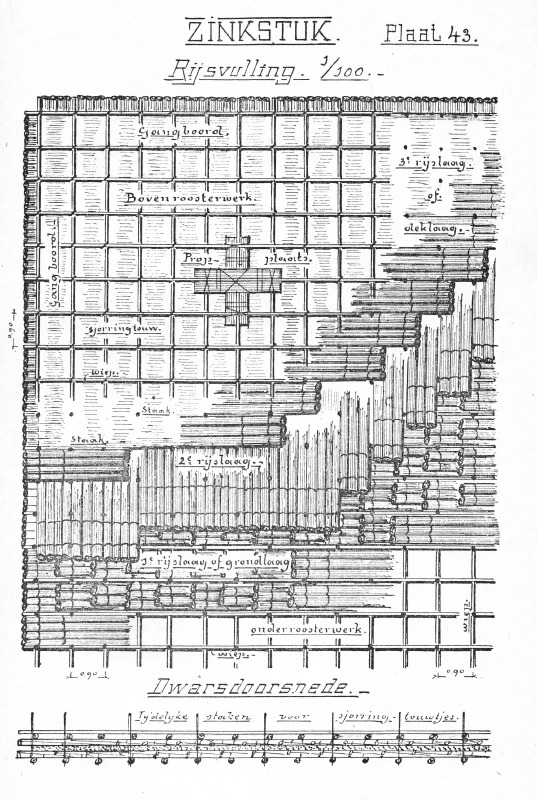 ZINKSTUK. Plaat 43.
Rijsvulling. 1/100.-
Gangboord.
3e rijslaag.
of
deklaag.
Bovenroosterwerk.
Gangboord.
Prop plaats.
0.90
sjorringtouw.
wiep.
Staak.
Staak.
2e rijslaag.-
1e rijslaag of grondlaag
wiep.
onderroosterwerk.
wiep.
0.90 0.90
Dwarsdoorsnede.-
Tijdelijke staken voor sjorring- touwtjes.